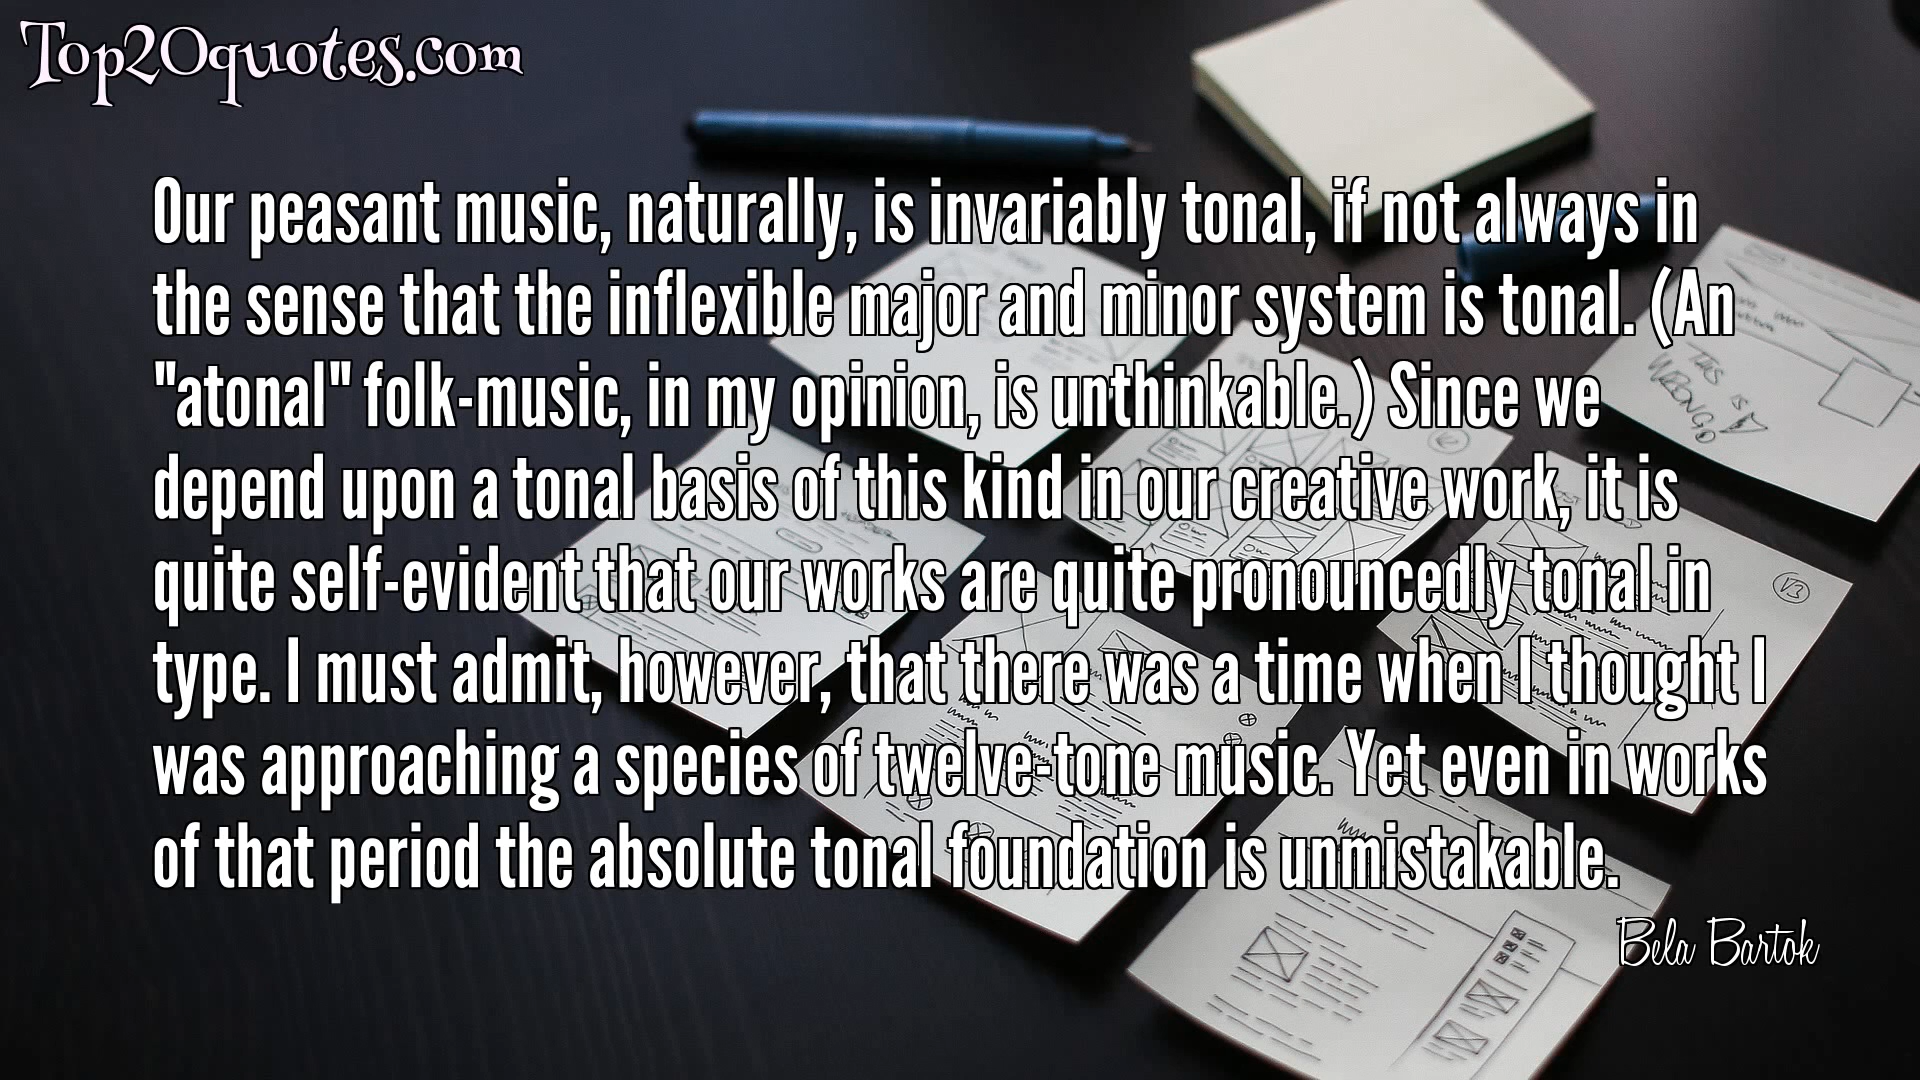 Top20quotes.com
Our peasant music, naturally, is invariably tonal, if not always in
the sense that the inflexible major and minor system is tonal. (An
"atonal" folk-music, in my opinion, is unthinkable.) Since we
depend upon a tonal basis of this kind in our creative work, it is
quite self-evident that our works are quite pronouncedly tonal in
type. I must admit, however, that there was a time when I thought I
was approaching a species of twelve-tone music. Yet even in works
of that period the absolute tonal foundation is unmistakable.
Bela Bartok
THIS IS
WRONG!
V3